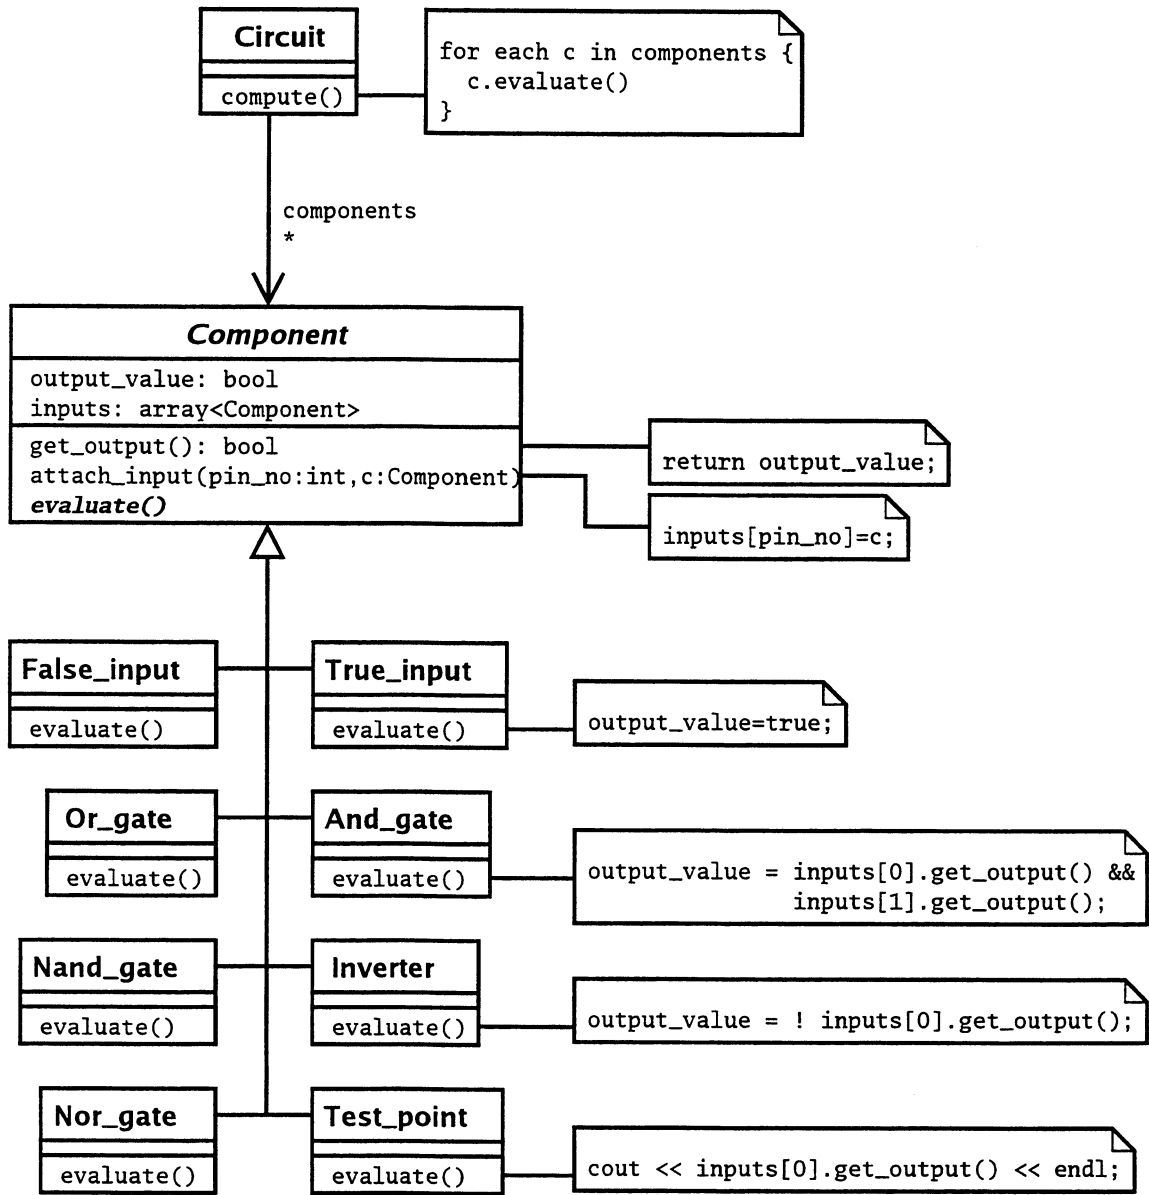 Circuit
compute()
for each c in components {
c.evaluate()
}
components
*
Component
output_value: bool
inputs: array<Component>
get_output(): bool
attach_input(pin_no:int,c:Component)
evaluate()
return output_value;
inputs[pin_no]=c;
False_input
evaluate()
True_input
evaluate()
output_value=true;
Or_gate
evaluate()
And_gate
evaluate()
output_value = inputs[0].get_output() &&
inputs[1].get_output();
Nand_gate
evaluate()
Inverter
evaluate()
output_value = ! inputs[0].get_output();
Nor_gate
evaluate()
Test_point
evaluate()
cout << inputs[0].get_output() << endl;